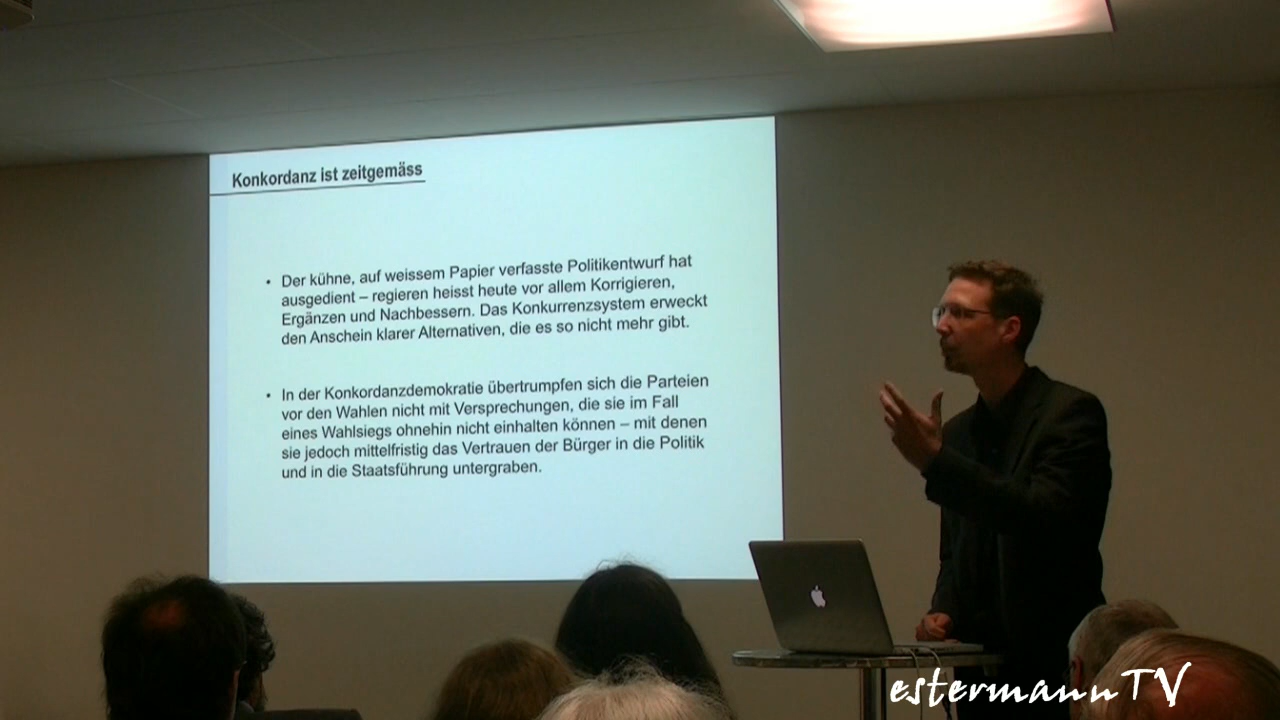 Konkordanz ist zeitgemäss
• Der kühne, auf weissem Papier verfasste Politikentwurf hat
ausgedient – regieren heisst heute vor allem Korrigieren,
Ergänzen und Nachbessern. Das Konkurrenzsystem erweckt
den Anschein klarer Alternativen, die es so nicht mehr gibt.
• In der Konkordanzdemokratie übertrumpfen sich die Parteien
vor den Wahlen nicht mit Versprechungen, die sie im Fall
eines Wahlsiegs ohnehin nicht einhalten können – mit denen
sie jedoch mittelfristig das Vertrauen der Bürger in die Politik
und in die Staatsführung untergraben.
estermannTV